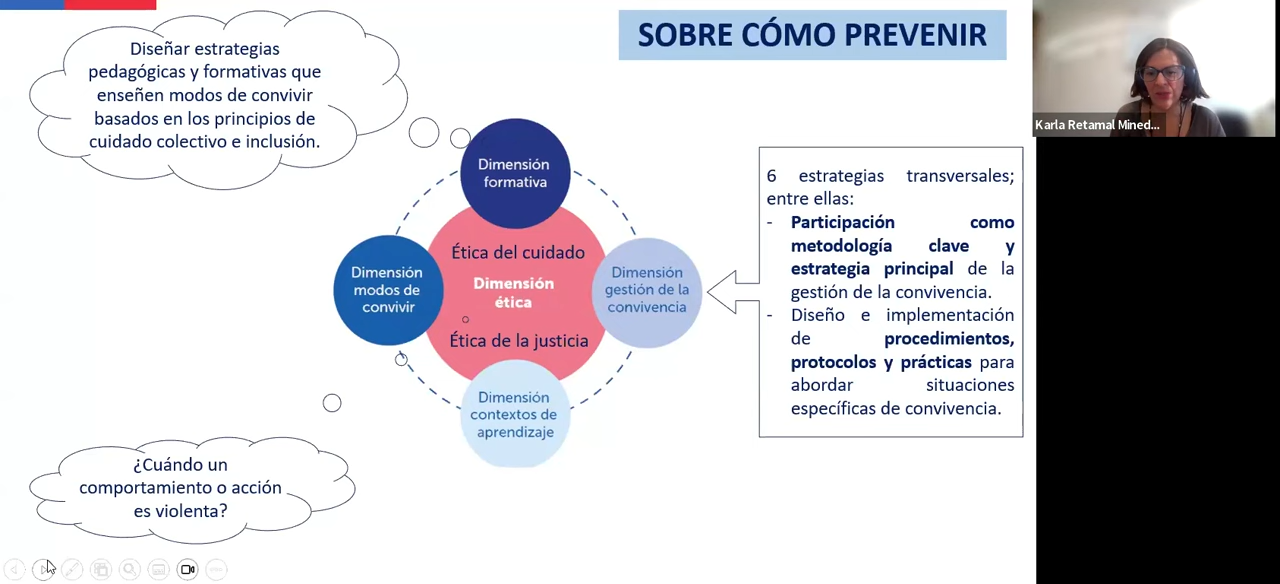 SOBRE CÓMO PREVENIR
Diseñar estrategias
pedagógicas y formativas que
enseñen modos de convivir
basados en los principios de
cuidado colectivo e inclusión.
Dimensión
formativa
Ética del cuidado
Dimensión
ética
Ética de la justicia
Dimensión
modos de
convivir
Dimensión
gestión de la
convivencia
Dimensión
contextos de
aprendizaje
¿Cuándo un
comportamiento o acción
es violenta?
6 estrategias transversales;
entre ellas:
- Participación como
metodología clave y
estrategia principal de la
gestión de la convivencia.
- Diseño e implementación
de procedimientos,
protocolos y prácticas para
abordar situaciones
específicas de convivencia.
Karla Retamal Mined...